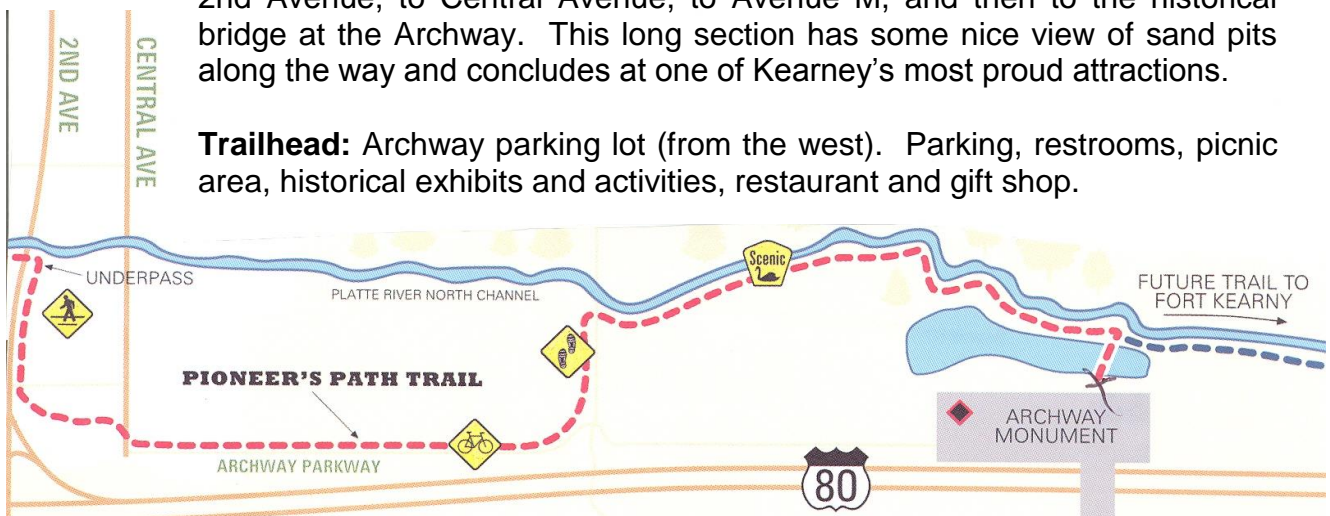 2nd Avenue, to Central Avenue, to Avenue M, and then to the historical
bridge at the Archway. This long section has some nice view of sand pits
along the way and concludes at one of Kearney's most proud attractions.
Trailhead: Archway parking lot (from the west). Parking, restrooms, picnic
area, historical exhibits and activities, restaurant and gift shop.
2ND AVE
CENTRAL AVE
UNDERPASS
PLATTE RIVER NORTH CHANNEL
Scenic
FUTURE TRAIL TO
FORT KEARNY
PIONEER'S PATH TRAIL
ARCHWAY
MONUMENT
ARCHWAY PARKWAY
80